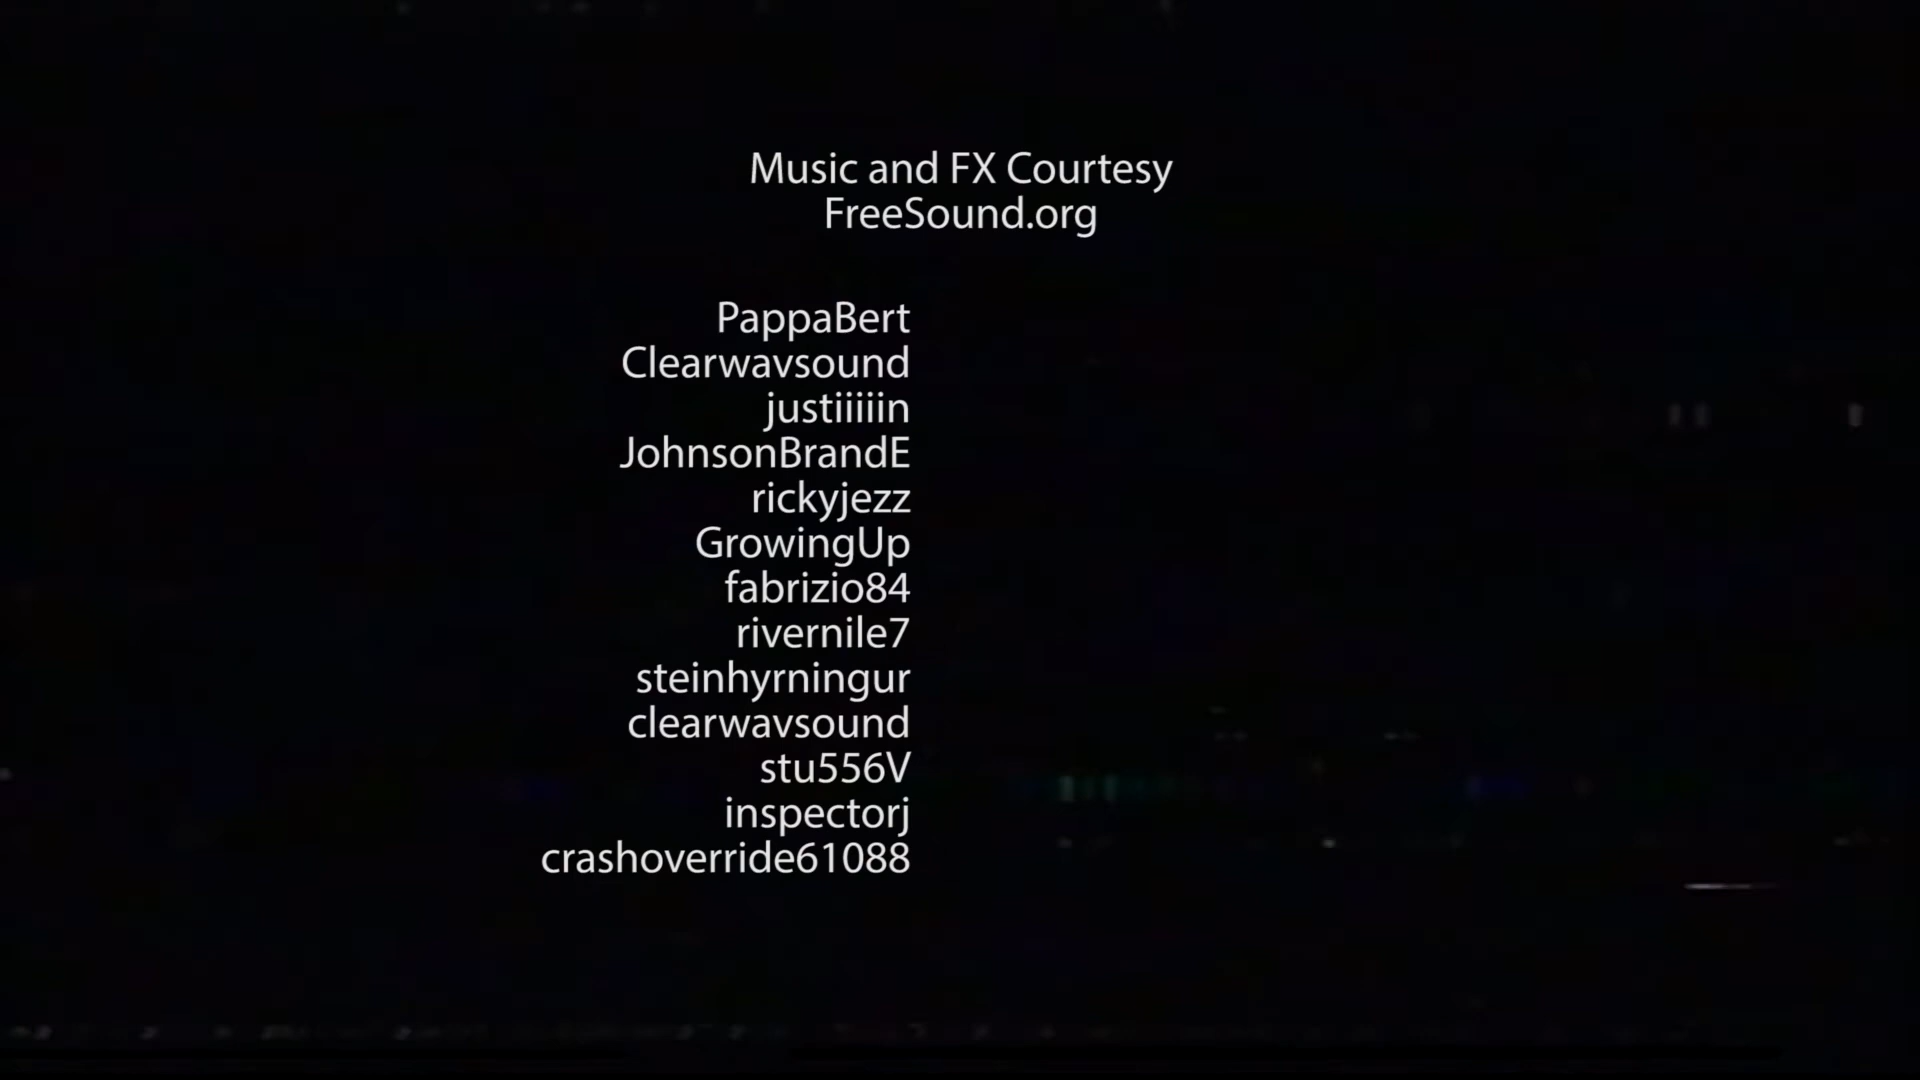 Music and FX Courtesy
FreeSound.org
PappaBert
Clearwavsound
justiiiiin
JohnsonBrandE
rickyjezz
GrowingUp
fabrizio84
rivernile7
steinhyrningur
clearwavsound
stu556V
inspectorj
crashoverride61088